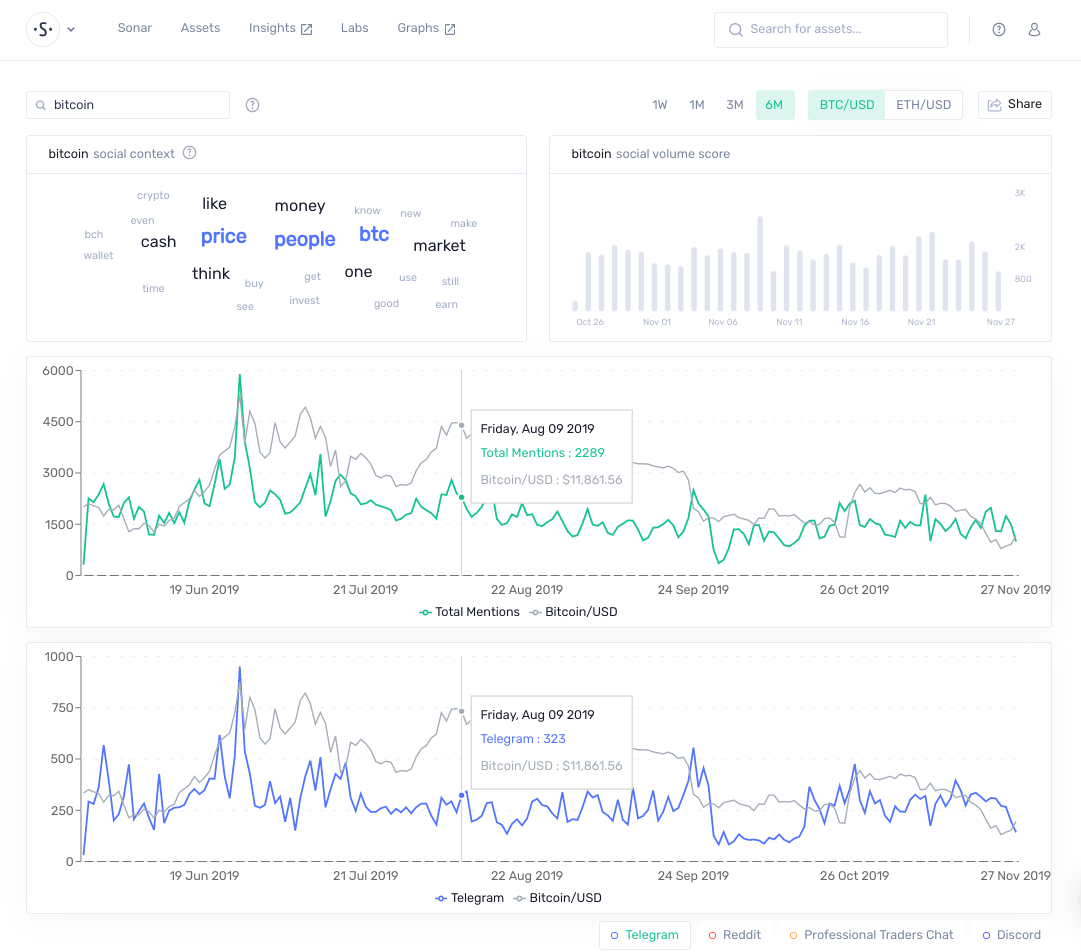 ·S·
Sonar Assets Insights Labs Graphs Search for assets...
bitcoin 1W 1M 3M 6M BTC/USD ETH/USD Share
bitcoin social context
crypto like money know new
even make
bch cash price people btc market
wallet
think buy get one use still
time see invest good earn
bitcoin social volume score
3K
2K
800
Oct 26 Nov 01 Nov 06 Nov 11 Nov 16 Nov 21 Nov 27
6000
4500
3000
1500
0
Friday, Aug 09 2019
Total Mentions : 2289
Bitcoin/USD : $11,861.56
19 Jun 2019 21 Jul 2019 22 Aug 2019 24 Sep 2019 26 Oct 2019 27 Nov 2019
Total Mentions Bitcoin/USD
1000
750
500
250
0
Friday, Aug 09 2019
Telegram : 323
Bitcoin/USD : $11,861.56
19 Jun 2019 21 Jul 2019 22 Aug 2019 24 Sep 2019 26 Oct 2019 27 Nov 2019
Telegram Bitcoin/USD
Telegram Reddit Professional Traders Chat Discord